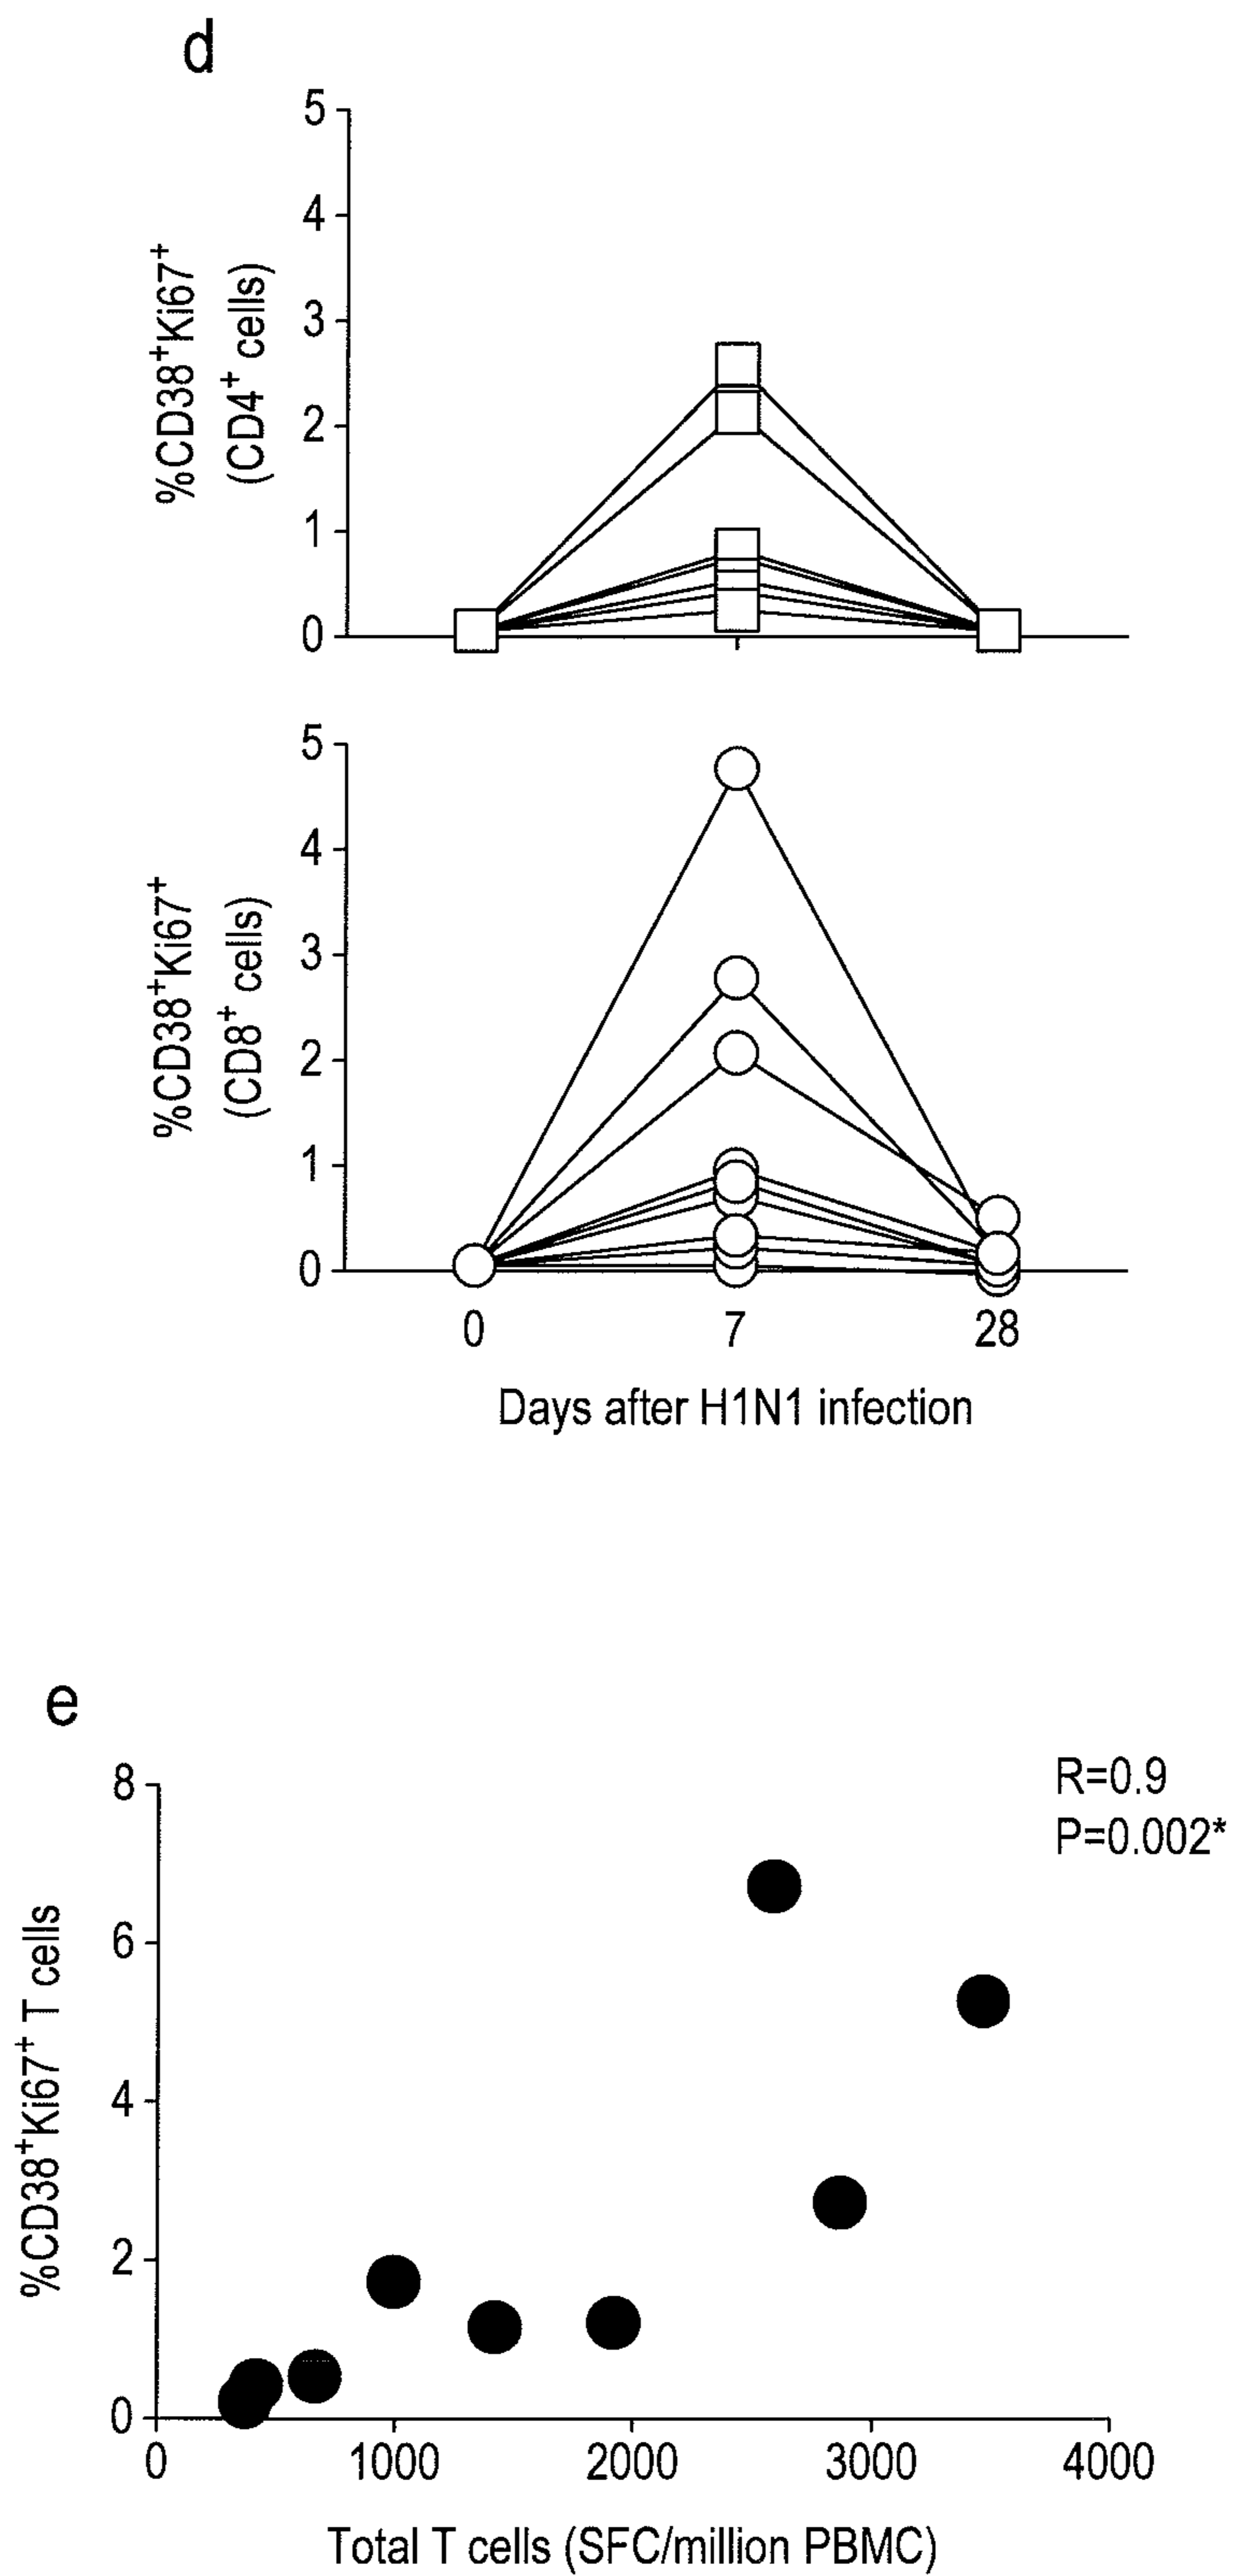 d
5
4
3
2
1
0
%CD38⁺Ki67⁺
(CD4⁺ cells)
5
4
3
2
1
0
%CD38⁺Ki67⁺
(CD8⁺ cells)
0 7 28
Days after H1N1 infection
e
R=0.9
P=0.002*
8
6
4
2
0
%CD38⁺Ki67⁺ T cells
0 1000 2000 3000 4000
Total T cells (SFC/million PBMC)